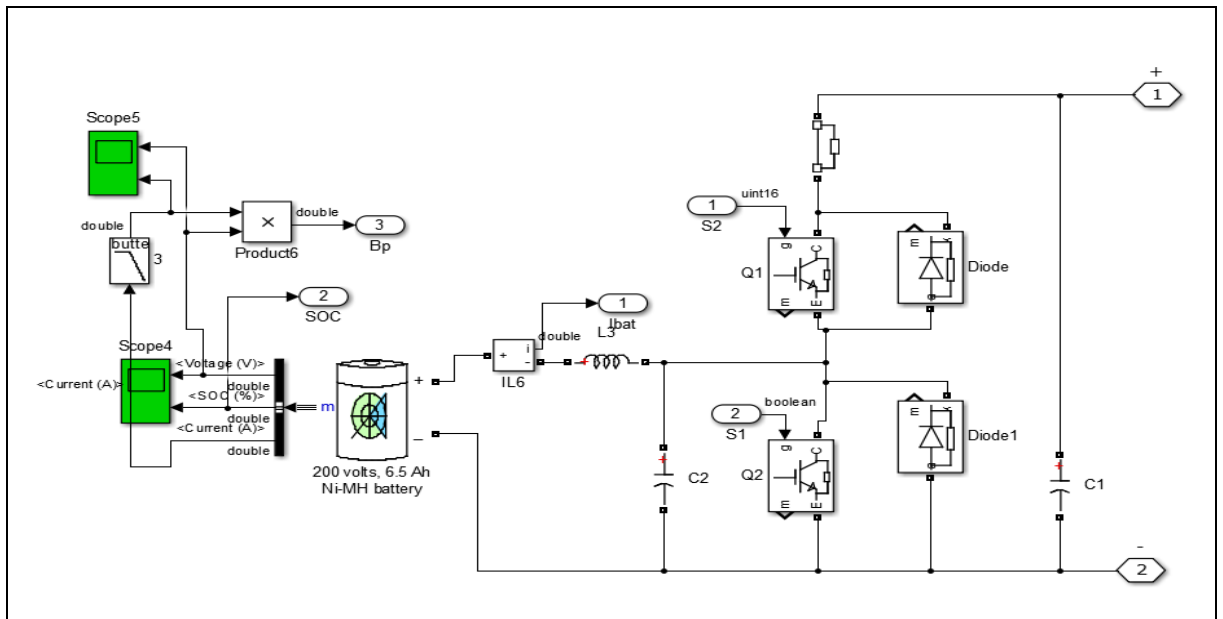 +
1
Scope5
uint16
1
S2
double
double
butte
3
×
Product6
3
Bp
g
C
Q1
m
E
m
k
a
Diode
2
SOC
1
Ibat
double
L3
Scope4
<Voltage (V)>
double
<Current (A)>
<SOC (%)>
double
<Current (A)>
double
m
+
_
+
i
-
IL6
boolean
2
S1
g
C
Q2
m
E
m
k
a
Diode1
200 volts, 6.5 Ah
Ni-MH battery
+
C2
+
C1
-
2